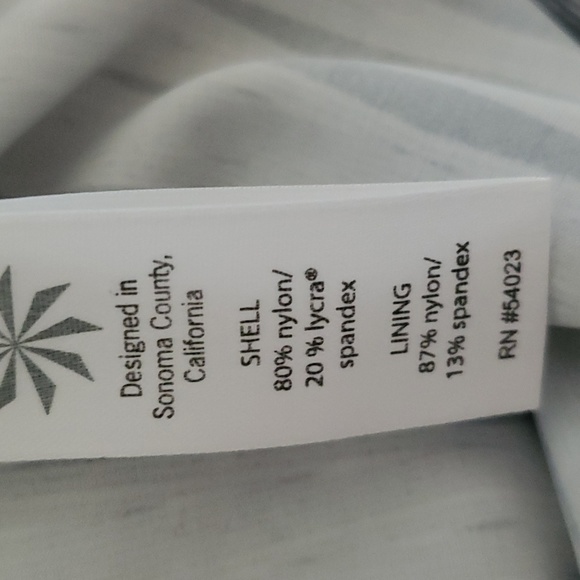 Designed in
Sonoma County,
California
SHELL
80% nylon/
20 % lycra®
spandex
LINING
87% nylon/
13% spandex
RN #54023